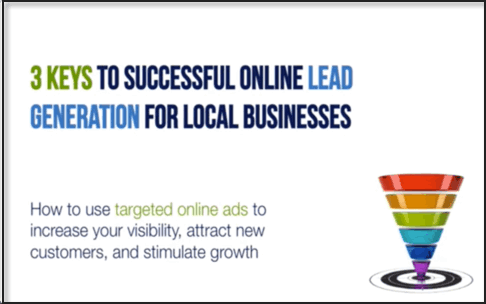 3 KEYS TO SUCCESSFUL ONLINE LEAD
GENERATION FOR LOCAL BUSINESSES
How to use targeted online ads to
increase your visibility, attract new
customers, and stimulate growth